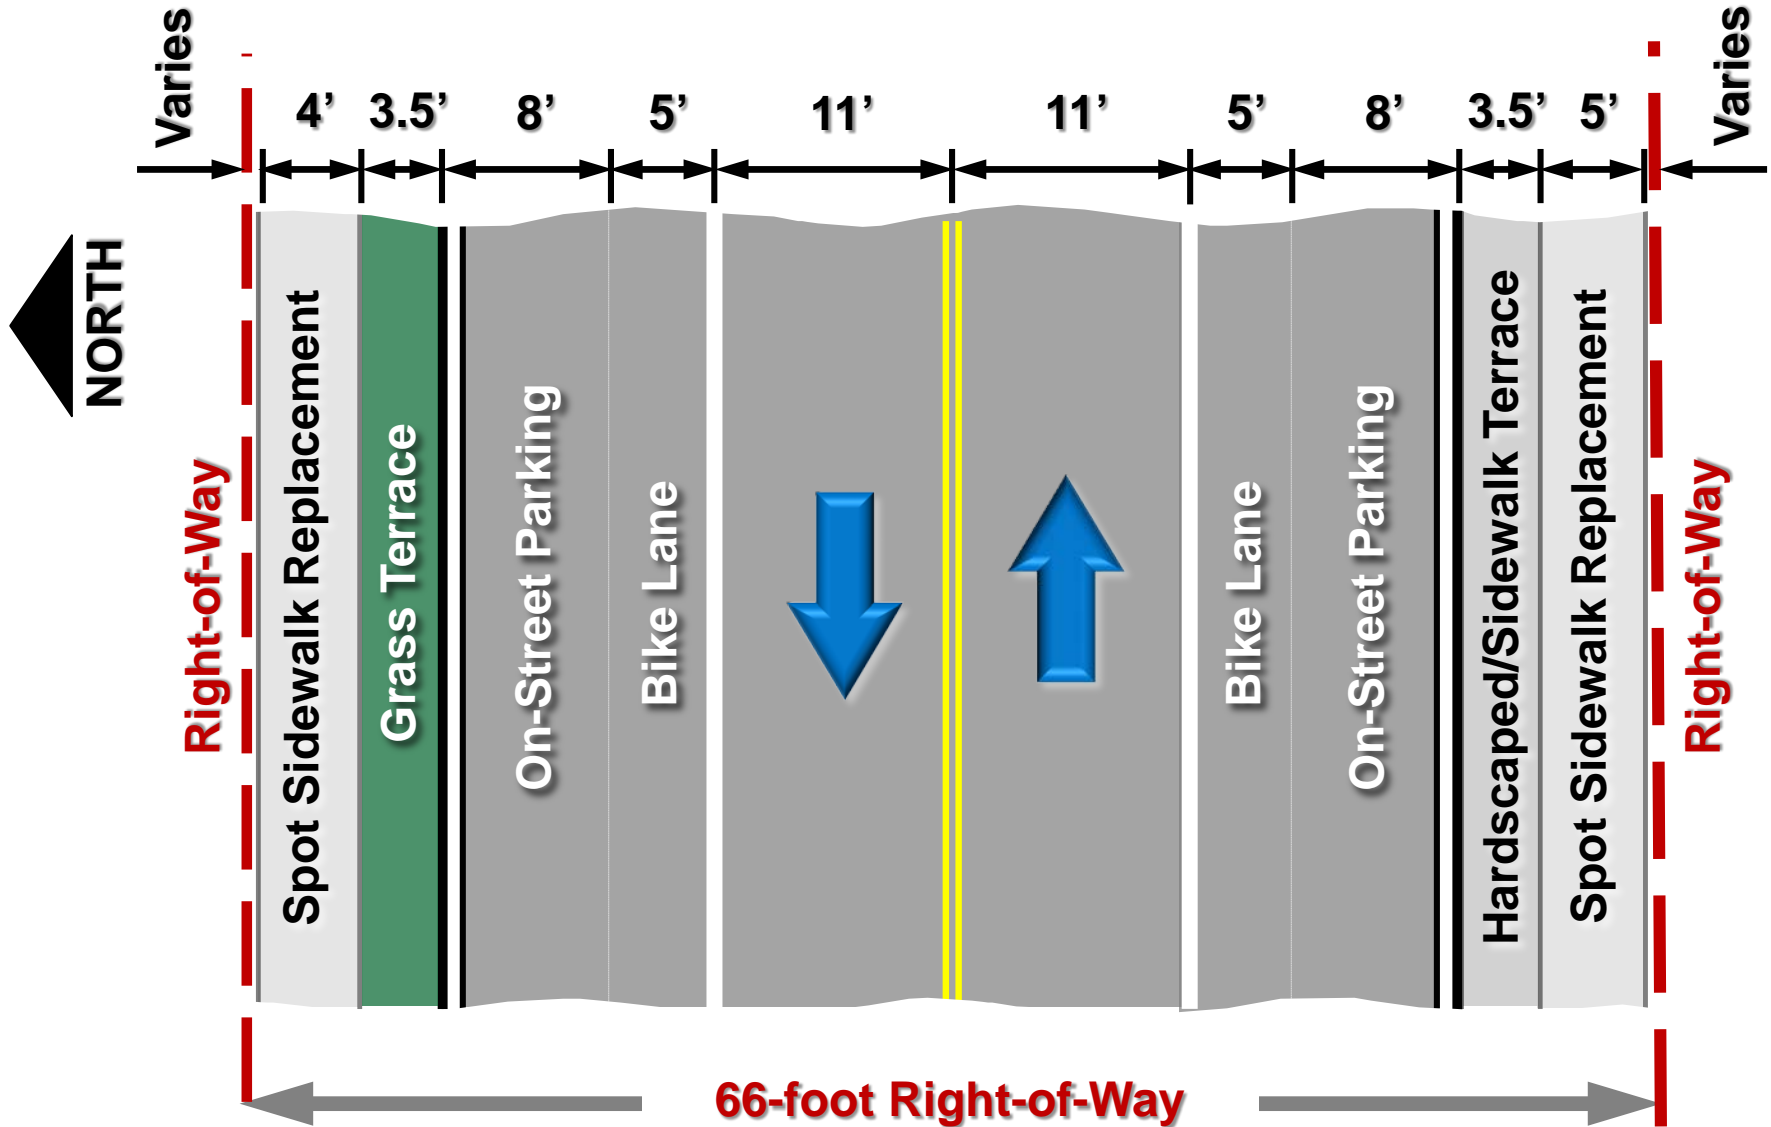 Varies
4’
3.5’
8’
5’
11’
11’
5’
8’
3.5’
5’
Varies
NORTH
Right-of-Way
Spot Sidewalk Replacement
Grass Terrace
On-Street Parking
Bike Lane
Bike Lane
On-Street Parking
Hardscaped/Sidewalk Terrace
Spot Sidewalk Replacement
Right-of-Way
66-foot Right-of-Way